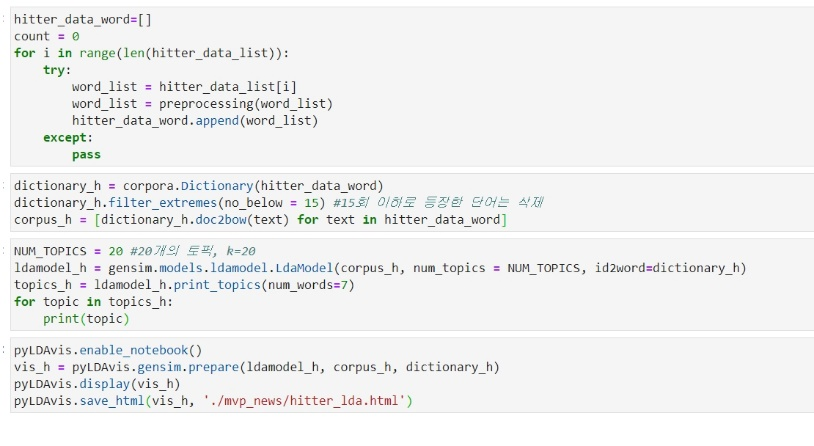 hitter_data_word=[]
count = 0
for i in range(len(hitter_data_list)):
    try:
        word_list = hitter_data_list[i]
        word_list = preprocessing(word_list)
        hitter_data_word.append(word_list)
    except:
        pass
dictionary_h = corpora.Dictionary(hitter_data_word)
dictionary_h.filter_extremes(no_below = 15) #15회 이하로 등장한 단어는 삭제
corpus_h = [dictionary_h.doc2bow(text) for text in hitter_data_word]
NUM_TOPICS = 20 #20개의 토픽, k=20
ldamodel_h = gensim.models.ldamodel.LdaModel(corpus_h, num_topics = NUM_TOPICS, id2word=dictionary_h)
topics_h = ldamodel_h.print_topics(num_words=7)
for topic in topics_h:
    print(topic)
pyLDAvis.enable_notebook()
vis_h = pyLDAvis.gensim.prepare(ldamodel_h, corpus_h, dictionary_h)
pyLDAvis.display(vis_h)
pyLDAvis.save_html(vis_h, './mvp_news/hitter_lda.html')